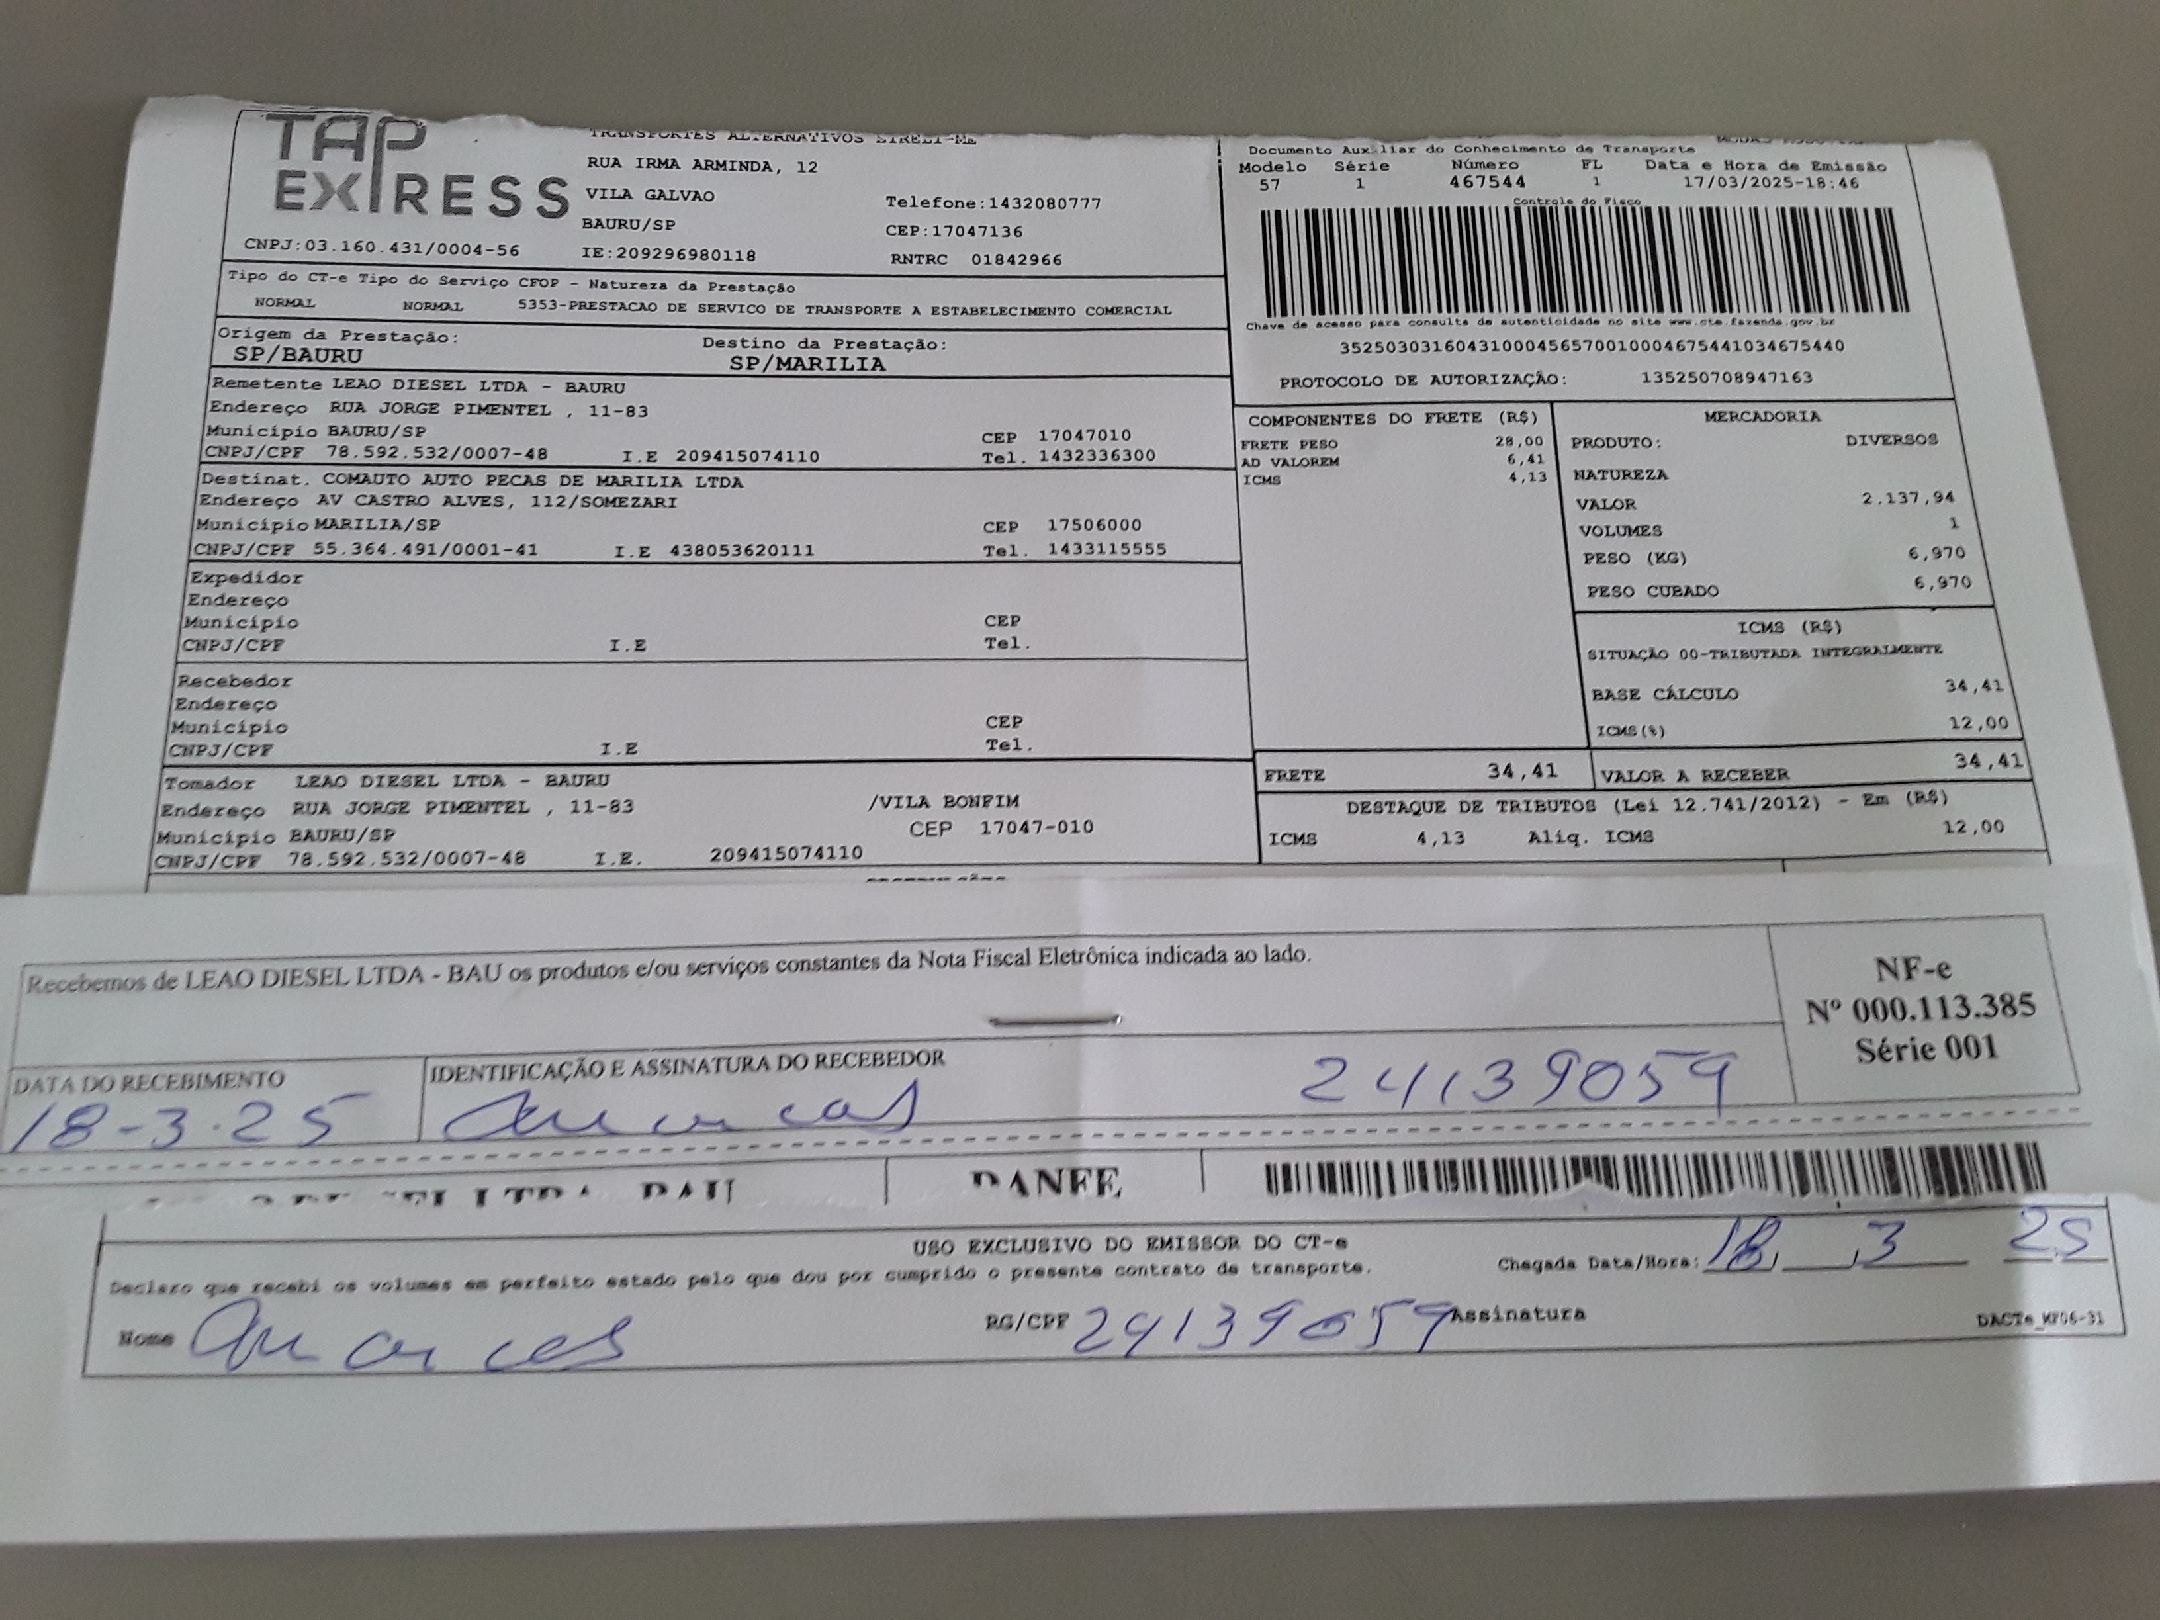 TAP
EXPRESS
TRANSPORTES ALTERNATIVOS EIRELI-ME
RUA IRMA ARMINDA, 12
VILA GALVAO
Telefone:1432080777
BAURU/SP
CEP:17047136
CNPJ:03.160.431/0004-56
IE:209296980118
RNTRC 01842966
Documento Auxiliar do Conhecimento de Transporte
Modelo Série Número FL Data e Hora de Emissão
57 1 467544 1 17/03/2025-18:46
Controle do Fisco
Chave de acesso para consulta de autenticidade no site www.cte.fazenda.gov.br
35250303160431000456570010004675441034675440
PROTOCOLO DE AUTORIZAÇÃO: 135250708947163
Tipo do CT-e Tipo do Serviço CFOP - Natureza da Prestação
NORMAL NORMAL 5353-PRESTACAO DE SERVICO DE TRANSPORTE A ESTABELECIMENTO COMERCIAL
Origem da Prestação: Destino da Prestação:
SP/BAURU SP/MARILIA
Remetente LEAO DIESEL LTDA - BAURU
Endereço RUA JORGE PIMENTEL , 11-83
Município BAURU/SP CEP 17047010
CNPJ/CPF 78.592.532/0007-48 I.E 209415074110 Tel. 1432336300
Destinat. COMAUTO AUTO PECAS DE MARILIA LTDA
Endereço AV CASTRO ALVES, 112/SOMEZARI
Município MARILIA/SP CEP 17506000
CNPJ/CPF 55.364.491/0001-41 I.E 438053620111 Tel. 1433115555
Expedidor
Endereço
Município CEP
CNPJ/CPF I.E Tel.
Recebedor
Endereço
Município CEP
CNPJ/CPF I.E Tel.
Tomador LEAO DIESEL LTDA - BAURU
Endereço RUA JORGE PIMENTEL , 11-83 /VILA BONFIM
Município BAURU/SP CEP 17047-010
CNPJ/CPF 78.592.532/0007-48 I.E. 209415074110
COMPONENTES DO FRETE (R$)
FRETE PESO 28,00
AD VALOREM 6,41
ICMS 4,13
MERCADORIA
PRODUTO: DIVERSOS
NATUREZA
VALOR 2.137,94
VOLUMES 1
PESO (KG) 6,970
PESO CUBADO 6,970
ICMS (R$)
SITUAÇÃO 00-TRIBUTADA INTEGRALMENTE
BASE CÁLCULO 34,41
ICMS(%) 12,00
FRETE 34,41 VALOR A RECEBER 34,41
DESTAQUE DE TRIBUTOS (Lei 12.741/2012) - Em (R$)
ICMS 4,13 Aliq. ICMS 12,00
Recebemos de LEAO DIESEL LTDA - BAU os produtos e/ou serviços constantes da Nota Fiscal Eletrônica indicada ao lado.
NF-e
Nº 000.113.385
Série 001
DATA DO RECEBIMENTO IDENTIFICAÇÃO E ASSINATURA DO RECEBEDOR
18-3-25 Marcos 24139059
LTDA - BAU DANFE
USO EXCLUSIVO DO EMISSOR DO CT-e
Declaro que recebi os volumes em perfeito estado pelo que dou por cumprido o presente contrato de transporte.
Chegada Data/Hora: 18 3 25
Nome Marcos RG/CPF 24139059 Assinatura
DACTe_KP06-31